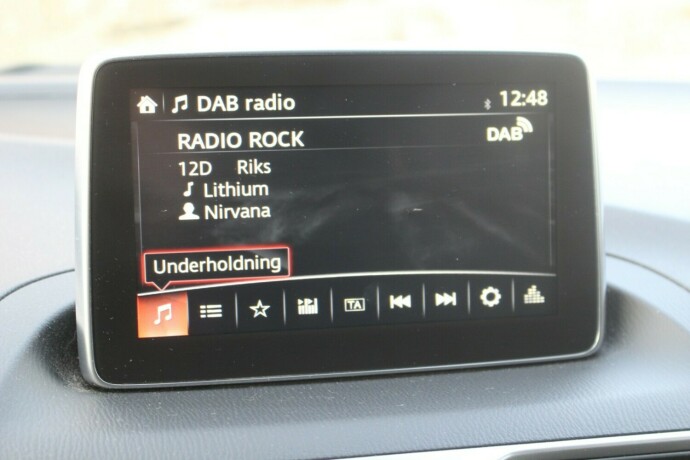 DAB radio 12:48
RADIO ROCK DAB
12D Riks
Lithium
Nirvana
Underholdning
TA